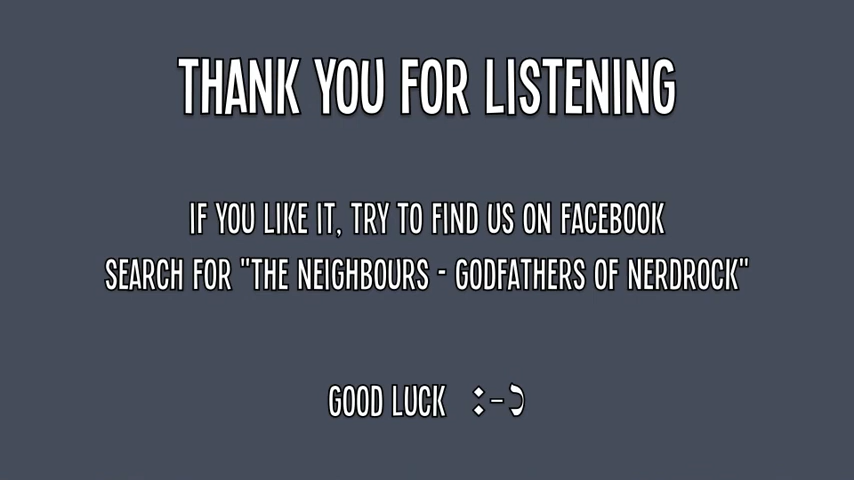 THANK YOU FOR LISTENING
IF YOU LIKE IT, TRY TO FIND US ON FACEBOOK
SEARCH FOR "THE NEIGHBOURS - GODFATHERS OF NERDROCK"
GOOD LUCK :-)